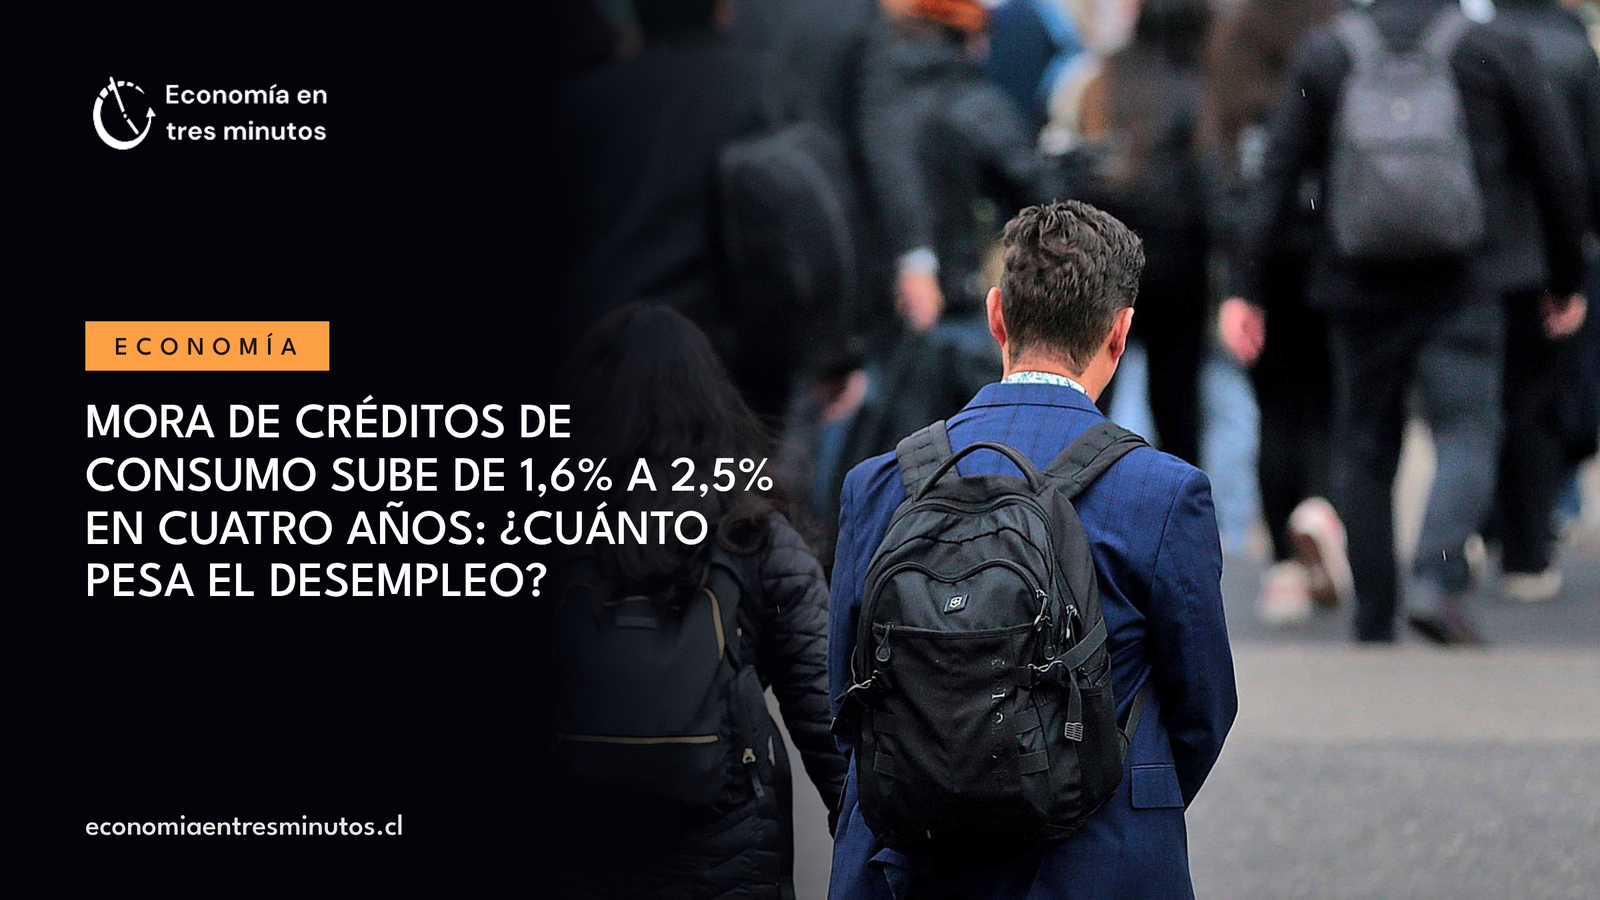 Economía en
tres minutos
ECONOMÍA
MORA DE CRÉDITOS DE
CONSUMO SUBE DE 1,6% A 2,5%
EN CUATRO AÑOS: ¿CUÁNTO
PESA EL DESEMPLEO?
economiaentresminutos.cl